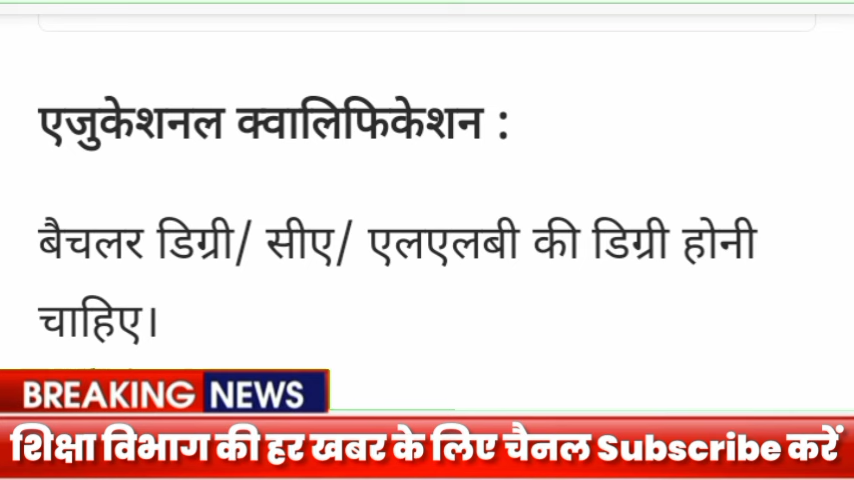 एजुकेशनल क्वालिफिकेशन :
बैचलर डिग्री/ सीए/ एलएलबी की डिग्री होनी
चाहिए।
BREAKING NEWS
शिक्षा विभाग की हर खबर के लिए चैनल Subscribe करें